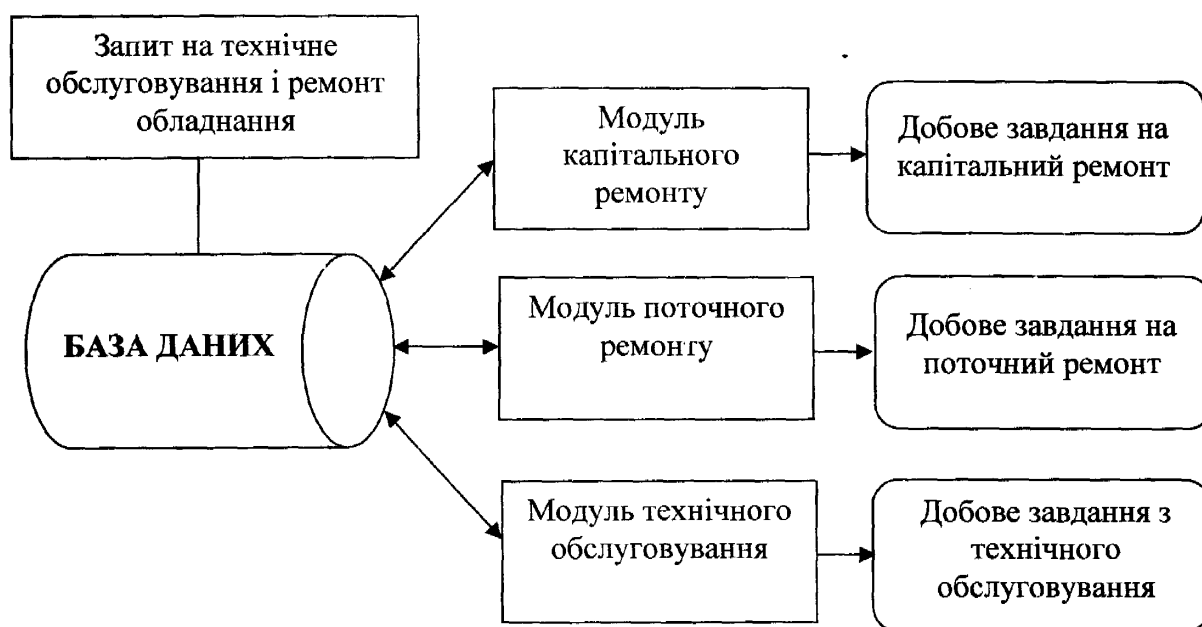 Запит на технічне
обслуговування і ремонт
обладнання
БАЗА ДАНИХ
Модуль
капітального
ремонту
Добове завдання на
капітальний ремонт
Модуль поточного
ремонту
Добове завдання на
поточний ремонт
Модуль технічного
обслуговування
Добове завдання з
технічного
обслуговування